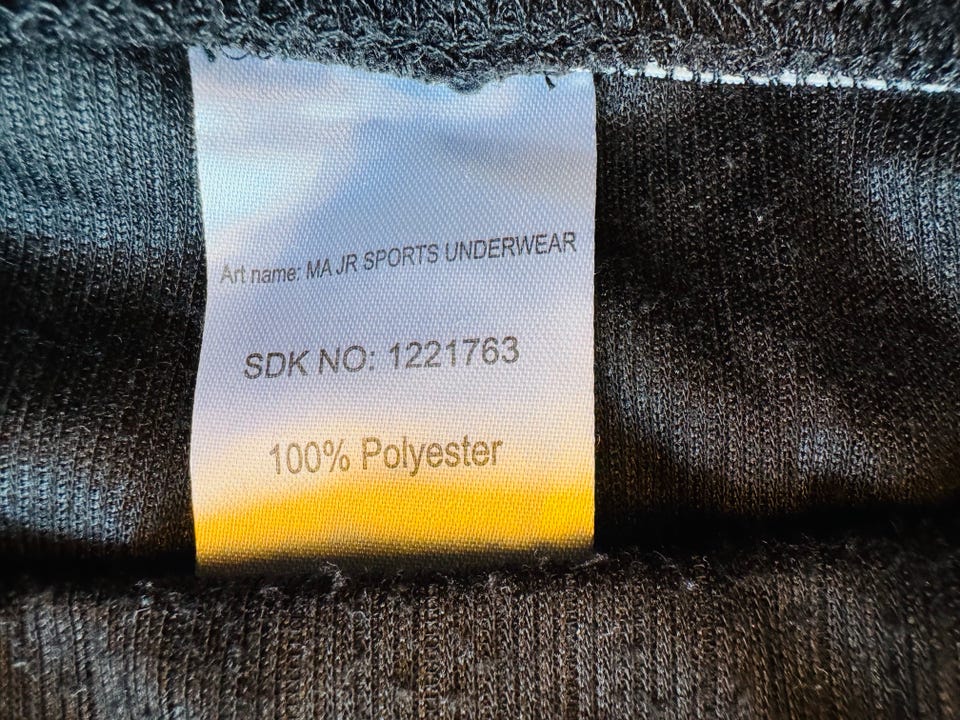 Art name: MA JR SPORTS UNDERWEAR
SDK NO: 1221763
100% Polyester